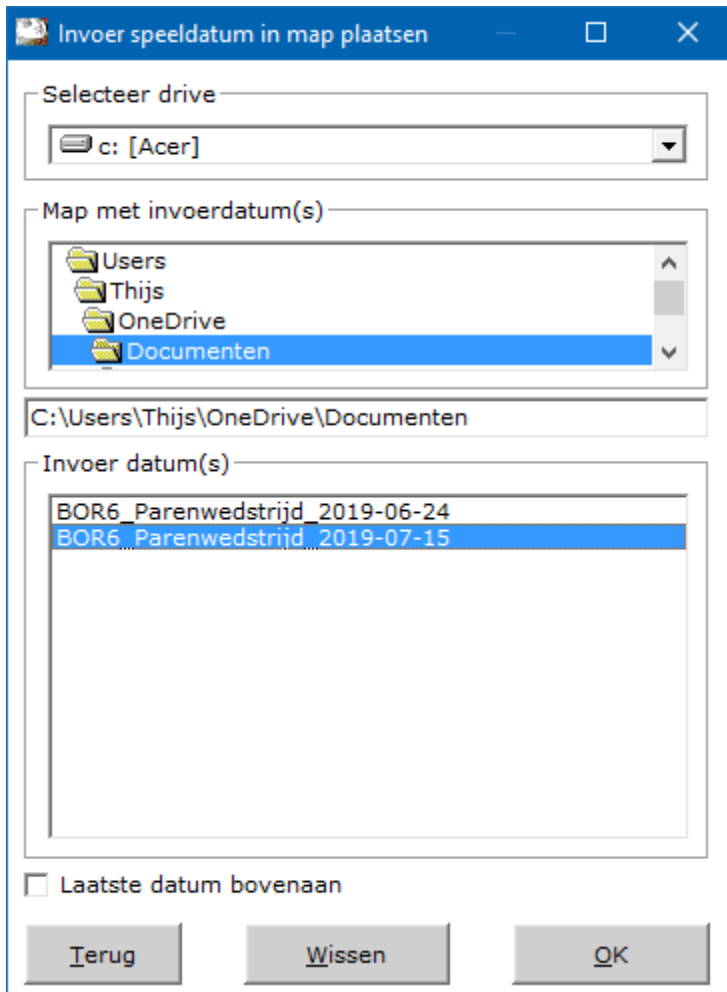 Invoer speeldatum in map plaatsen
Selecteer drive
c: [Acer]
Map met invoerdatum(s)
Users
Thijs
OneDrive
Documenten
C:\Users\Thijs\OneDrive\Documenten
Invoer datum(s)
BOR6_Parenwedstrijd_2019-06-24
BOR6_Parenwedstrijd_2019-07-15
Laatste datum bovenaan
Terug Wissen OK